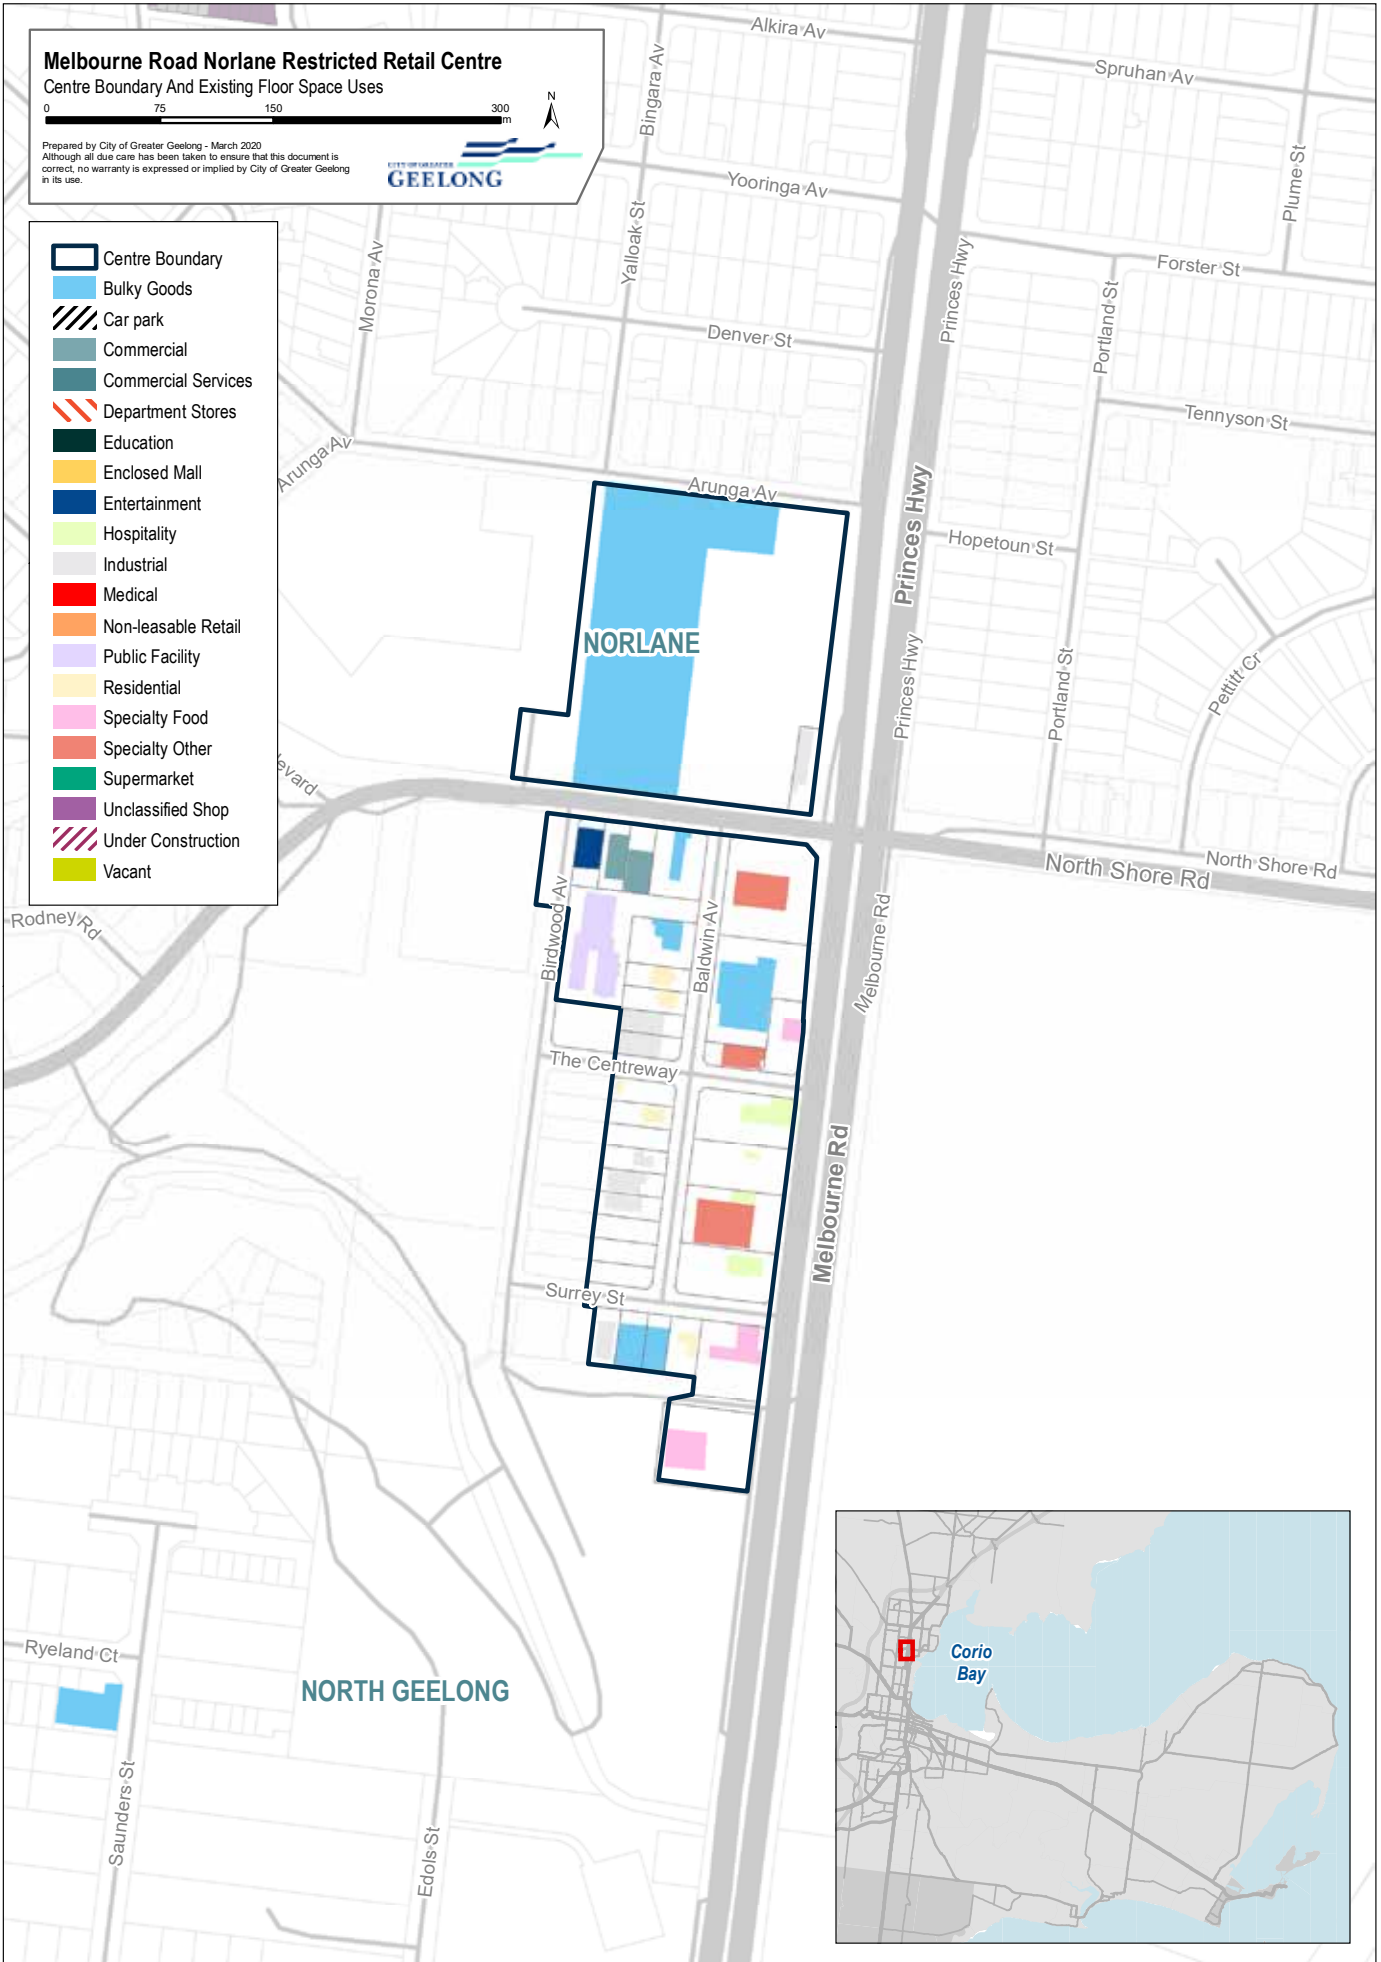 Melbourne Road Norlane Restricted Retail Centre
Centre Boundary And Existing Floor Space Uses
0 75 150 300
m
N
Prepared by City of Greater Geelong - March 2020
Although all due care has been taken to ensure that this document is
correct, no warranty is expressed or implied by City of Greater Geelong
in its use.
CITY OF GREATER
GEELONG
Centre Boundary
Bulky Goods
Car park
Commercial
Commercial Services
Department Stores
Education
Enclosed Mall
Entertainment
Hospitality
Industrial
Medical
Non-leasable Retail
Public Facility
Residential
Specialty Food
Specialty Other
Supermarket
Unclassified Shop
Under Construction
Vacant
Alkira Av
Spruhan Av
Bingara Av
Yooringa Av
Plume St
Yalloak St
Morona Av
Princes Hwy
Forster St
Portland St
Denver St
Tennyson St
Arunga Av
Arunga Av
Princes Hwy
Hopetoun St
NORLANE
Princes Hwy
Portland St
Pettitt Cr
evard
North Shore Rd
North Shore Rd
Rodney Rd
Birdwood Av
Baldwin Av
Melbourne Rd
The Centreway
Melbourne Rd
Surrey St
Ryeland Ct
NORTH GEELONG
Saunders St
Edols St
Corio
Bay